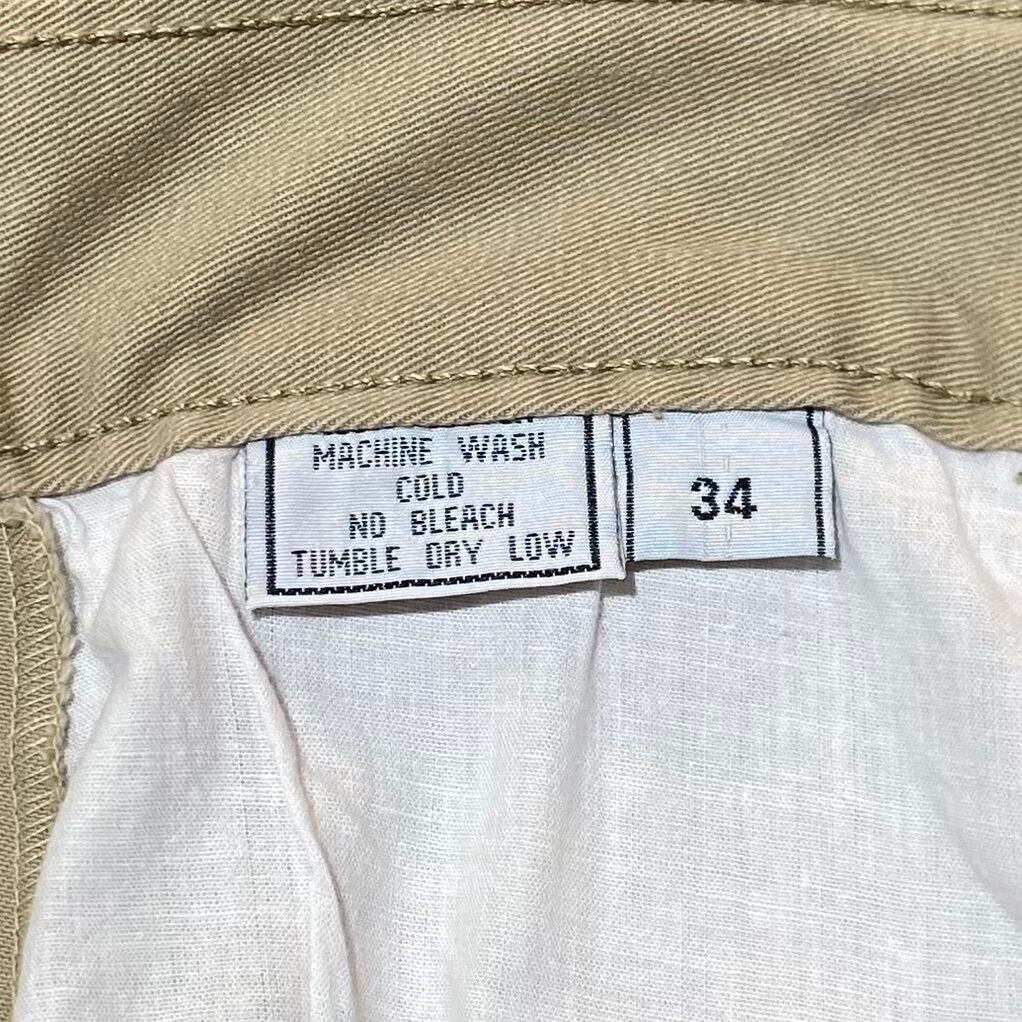 MACHINE WASH
COLD
NO BLEACH
TUMBLE DRY LOW
34